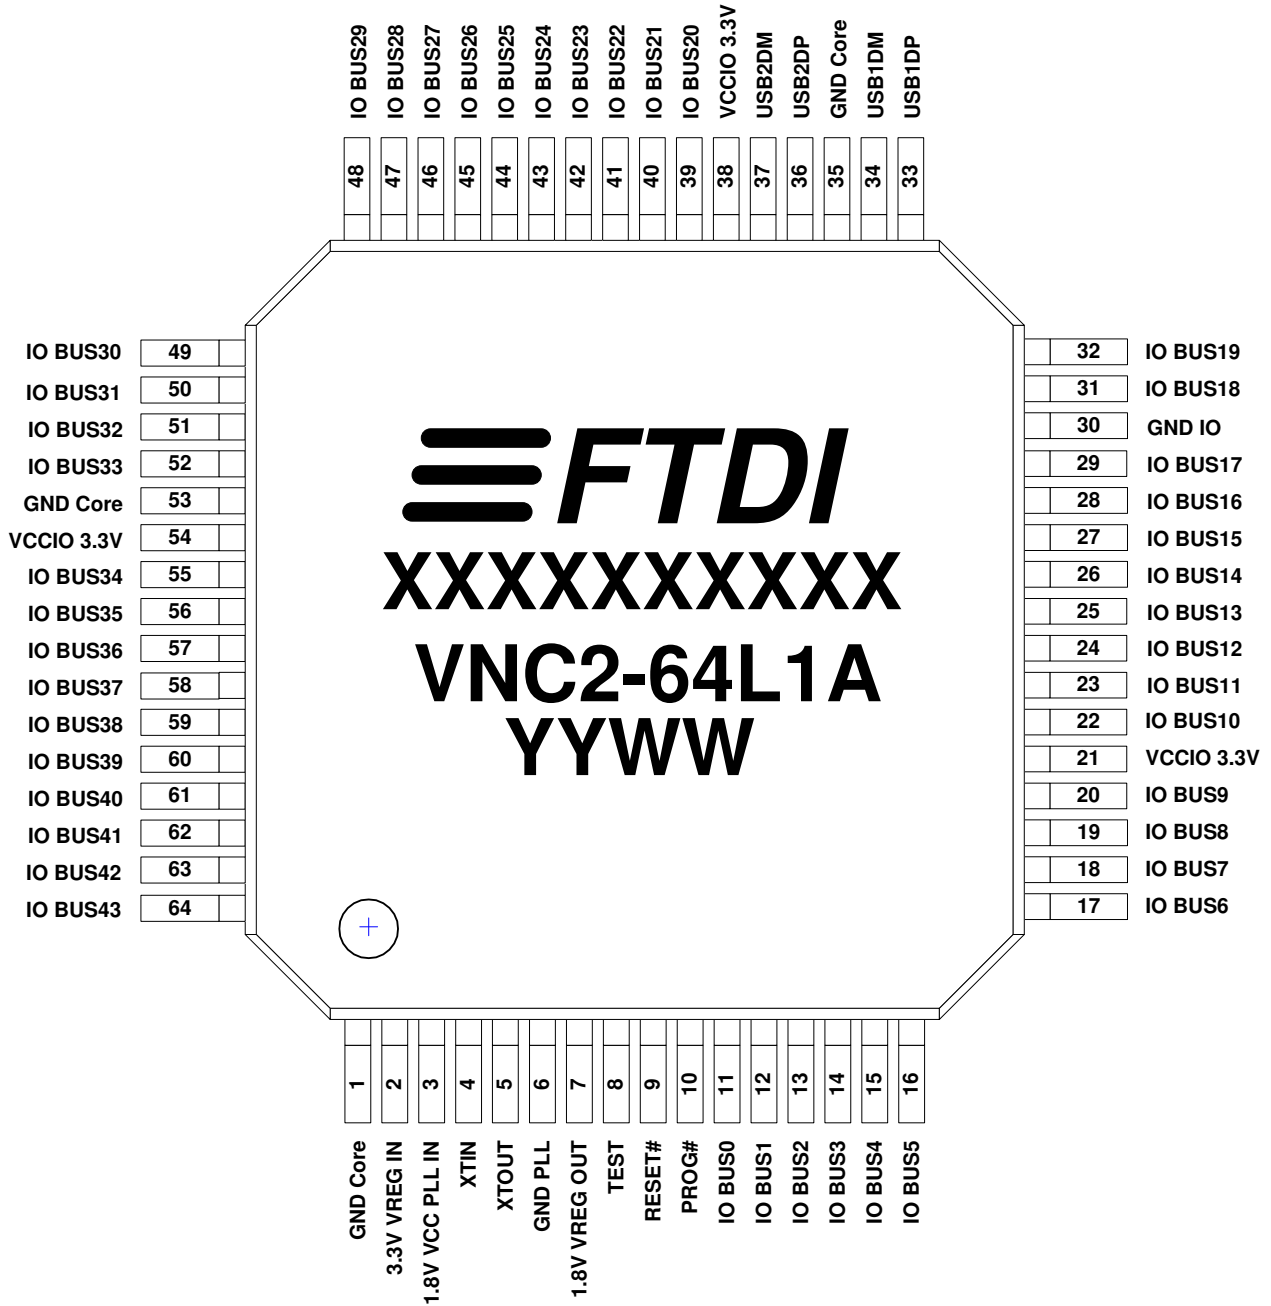 IO BUS29
IO BUS28
IO BUS27
IO BUS26
IO BUS25
IO BUS24
IO BUS23
IO BUS22
IO BUS21
IO BUS20
VCCIO 3.3V
USB2DM
USB2DP
GND Core
USB1DM
USB1DP
48
47
46
45
44
43
42
41
40
39
38
37
36
35
34
33
IO BUS30 49
IO BUS31 50
IO BUS32 51
IO BUS33 52
GND Core 53
VCCIO 3.3V 54
IO BUS34 55
IO BUS35 56
IO BUS36 57
IO BUS37 58
IO BUS38 59
IO BUS39 60
IO BUS40 61
IO BUS41 62
IO BUS42 63
IO BUS43 64
FTDI
XXXXXXXXXX
VNC2-64L1A
YYWW
32 IO BUS19
31 IO BUS18
30 GND IO
29 IO BUS17
28 IO BUS16
27 IO BUS15
26 IO BUS14
25 IO BUS13
24 IO BUS12
23 IO BUS11
22 IO BUS10
21 VCCIO 3.3V
20 IO BUS9
19 IO BUS8
18 IO BUS7
17 IO BUS6
1
2
3
4
5
6
7
8
9
10
11
12
13
14
15
16
GND Core
3.3V VREG IN
1.8V VCC PLL IN
XTIN
XTOUT
GND PLL
1.8V VREG OUT
TEST
RESET#
PROG#
IO BUS0
IO BUS1
IO BUS2
IO BUS3
IO BUS4
IO BUS5